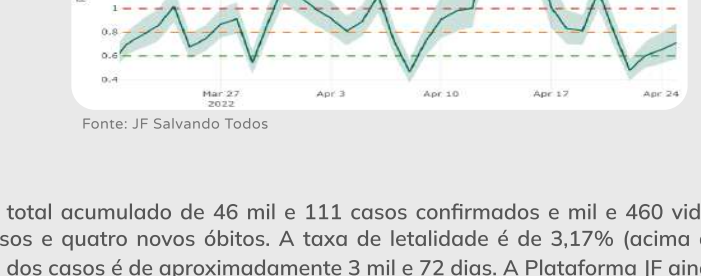 1
0.8
0.6
0.4
Mar 27 Apr 3 Apr 10 Apr 17 Apr 24
2022
Fonte: JF Salvando Todos
total acumulado de 46 mil e 111 casos confirmados e mil e 460 vid
sos e quatro novos óbitos. A taxa de letalidade é de 3,17% (acima
dos casos é de aproximadamente 3 mil e 72 dias. A Plataforma JF ain